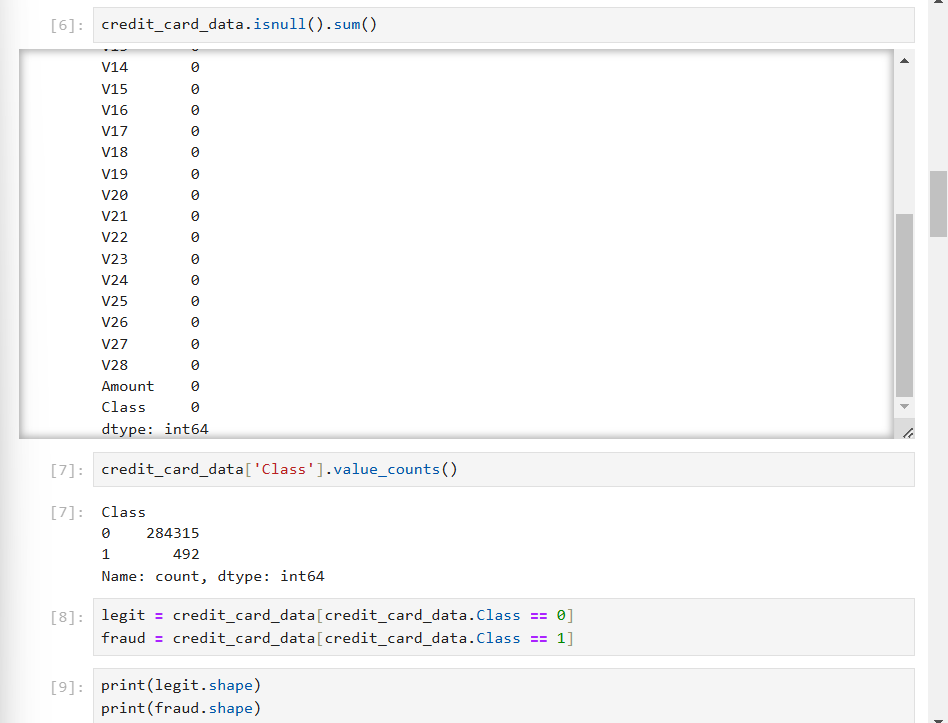 [6]: credit_card_data.isnull().sum()
V14 0
V15 0
V16 0
V17 0
V18 0
V19 0
V20 0
V21 0
V22 0
V23 0
V24 0
V25 0
V26 0
V27 0
V28 0
Amount 0
Class 0
dtype: int64
[7]: credit_card_data['Class'].value_counts()
[7]: Class
0 284315
1 492
Name: count, dtype: int64
[8]: legit = credit_card_data[credit_card_data.Class == 0]
fraud = credit_card_data[credit_card_data.Class == 1]
[9]: print(legit.shape)
print(fraud.shape)